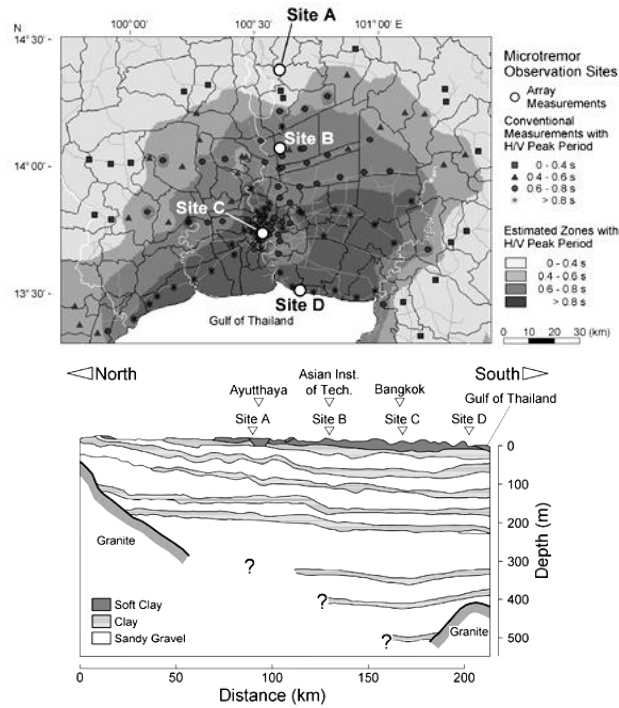 100° 00'
100° 30'
101° 00' E
N
14° 30'
14° 00'
13° 30'
Site A
Site B
Site C
Site D
Gulf of Thailand
Microtremor
Observation Sites
Array
Measurements
Conventional
Measurements with
H/V Peak Period
0 - 0.4 s
0.4 - 0.6 s
0.6 - 0.8 s
> 0.8 s
Estimated Zones with
H/V Peak Period
0 - 0.4 s
0.4 - 0.6 s
0.6 - 0.8 s
> 0.8 s
0 10 20 30 (km)
North
South
Ayutthaya
Asian Inst.
of Tech.
Bangkok
Gulf of Thailand
Site A
Site B
Site C
Site D
0
100
200
300
400
500
Depth (m)
Granite
?
?
?
Granite
Soft Clay
Clay
Sandy Gravel
0 50 100 150 200
Distance (km)